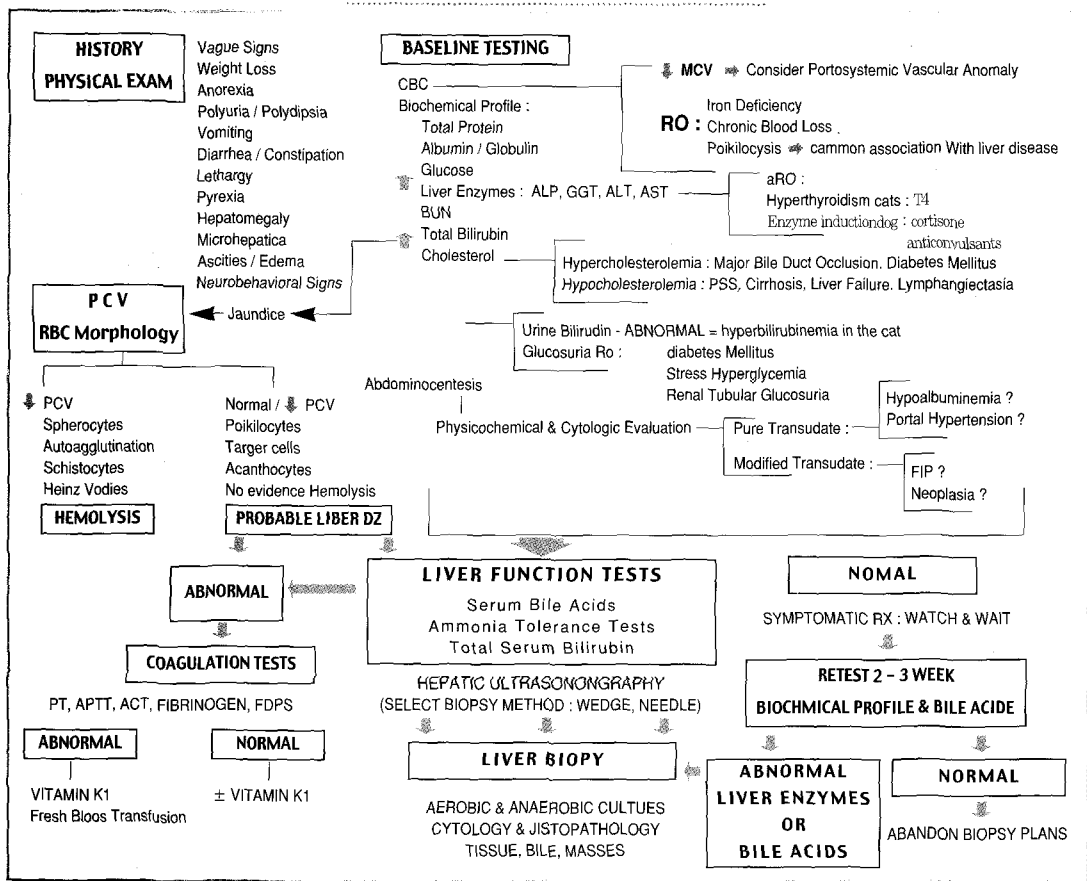 HISTORY
PHYSICAL EXAM
Vague Signs
Weight Loss
Anorexia
Polyuria / Polydipsia
Vomiting
Diarrhea / Constipation
Lethargy
Pyrexia
Hepatomegaly
Microhepatica
Ascities / Edema
Neurobehavioral Signs
BASELINE TESTING
CBC
Biochemical Profile :
Total Protein
Albumin / Globulin
Glucose
Liver Enzymes : ALP, GGT, ALT, AST
BUN
Total Bilirubin
Cholesterol
MCV ⇒ Consider Portosystemic Vascular Anomaly
RO :
Iron Deficiency
Chronic Blood Loss .
Poikilocysis ⇒ cammon association With liver disease
aRO :
Hyperthyroidism cats : T4
Enzyme inductiondog : cortisone
anticonyulsants
Hypercholesterolemia : Major Bile Duct Occlusion. Diabetes Mellitus
Hypocholesterolemia : PSS, Cirrhosis, Liver Failure. Lymphangiectasia
PCV
RBC Morphology
Jaundice
Urine Bilirudin - ABNORMAL = hyperbilirubinemia in the cat
Glucosuria Ro :
diabetes Mellitus
Stress Hyperglycemia
Renal Tubular Glucosuria
Abdominocentesis
Physicochemical & Cytologic Evaluation
Pure Transudate :
Hypoalbuminemia ?
Portal Hypertension ?
Modified Transudate :
FIP ?
Neoplasia ?
PCV
Spherocytes
Autoagglutination
Schistocytes
Heinz Vodies
HEMOLYSIS
Normal / PCV
Poikilocytes
Targer cells
Acanthocytes
No evidence Hemolysis
PROBABLE LIBER DZ
ABNORMAL
LIVER FUNCTION TESTS
Serum Bile Acids
Ammonia Tolerance Tests
Total Serum Bilirubin
NOMAL
SYMPTOMATIC RX : WATCH & WAIT
COAGULATION TESTS
PT, APTT, ACT, FIBRINOGEN, FDPS
HEPATIC ULTRASONONGRAPHY
(SELECT BIOPSY METHOD : WEDGE, NEEDLE)
RETEST 2 – 3 WEEK
BIOCHMICAL PROFILE & BILE ACIDE
ABNORMAL
VITAMIN K1
Fresh Bloos Transfusion
NORMAL
± VITAMIN K1
LIVER BIOPY
AEROBIC & ANAEROBIC CULTUES
CYTOLOGY & JISTOPATHOLOGY
TISSUE, BILE, MASSES
ABNORMAL
LIVER ENZYMES
OR
BILE ACIDS
NORMAL
ABANDON BIOPSY PLANS